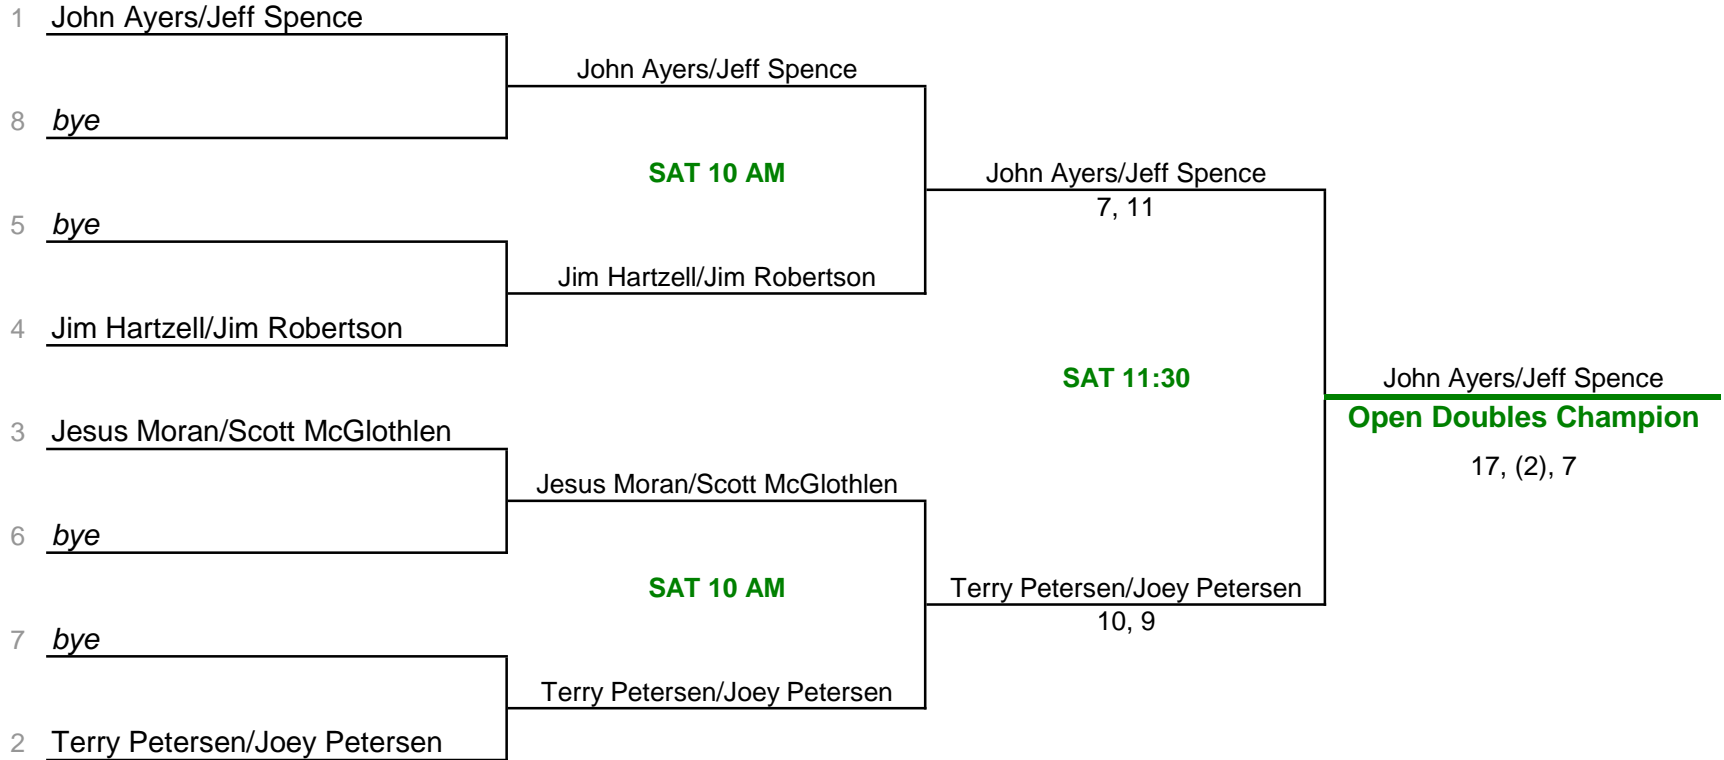 1 John Ayers/Jeff Spence
John Ayers/Jeff Spence
8 bye
SAT 10 AM
John Ayers/Jeff Spence
7, 11
5 bye
Jim Hartzell/Jim Robertson
4 Jim Hartzell/Jim Robertson
SAT 11:30
John Ayers/Jeff Spence
Open Doubles Champion
17, (2), 7
3 Jesus Moran/Scott McGlothlen
Jesus Moran/Scott McGlothlen
6 bye
SAT 10 AM
Terry Petersen/Joey Petersen
10, 9
7 bye
Terry Petersen/Joey Petersen
2 Terry Petersen/Joey Petersen